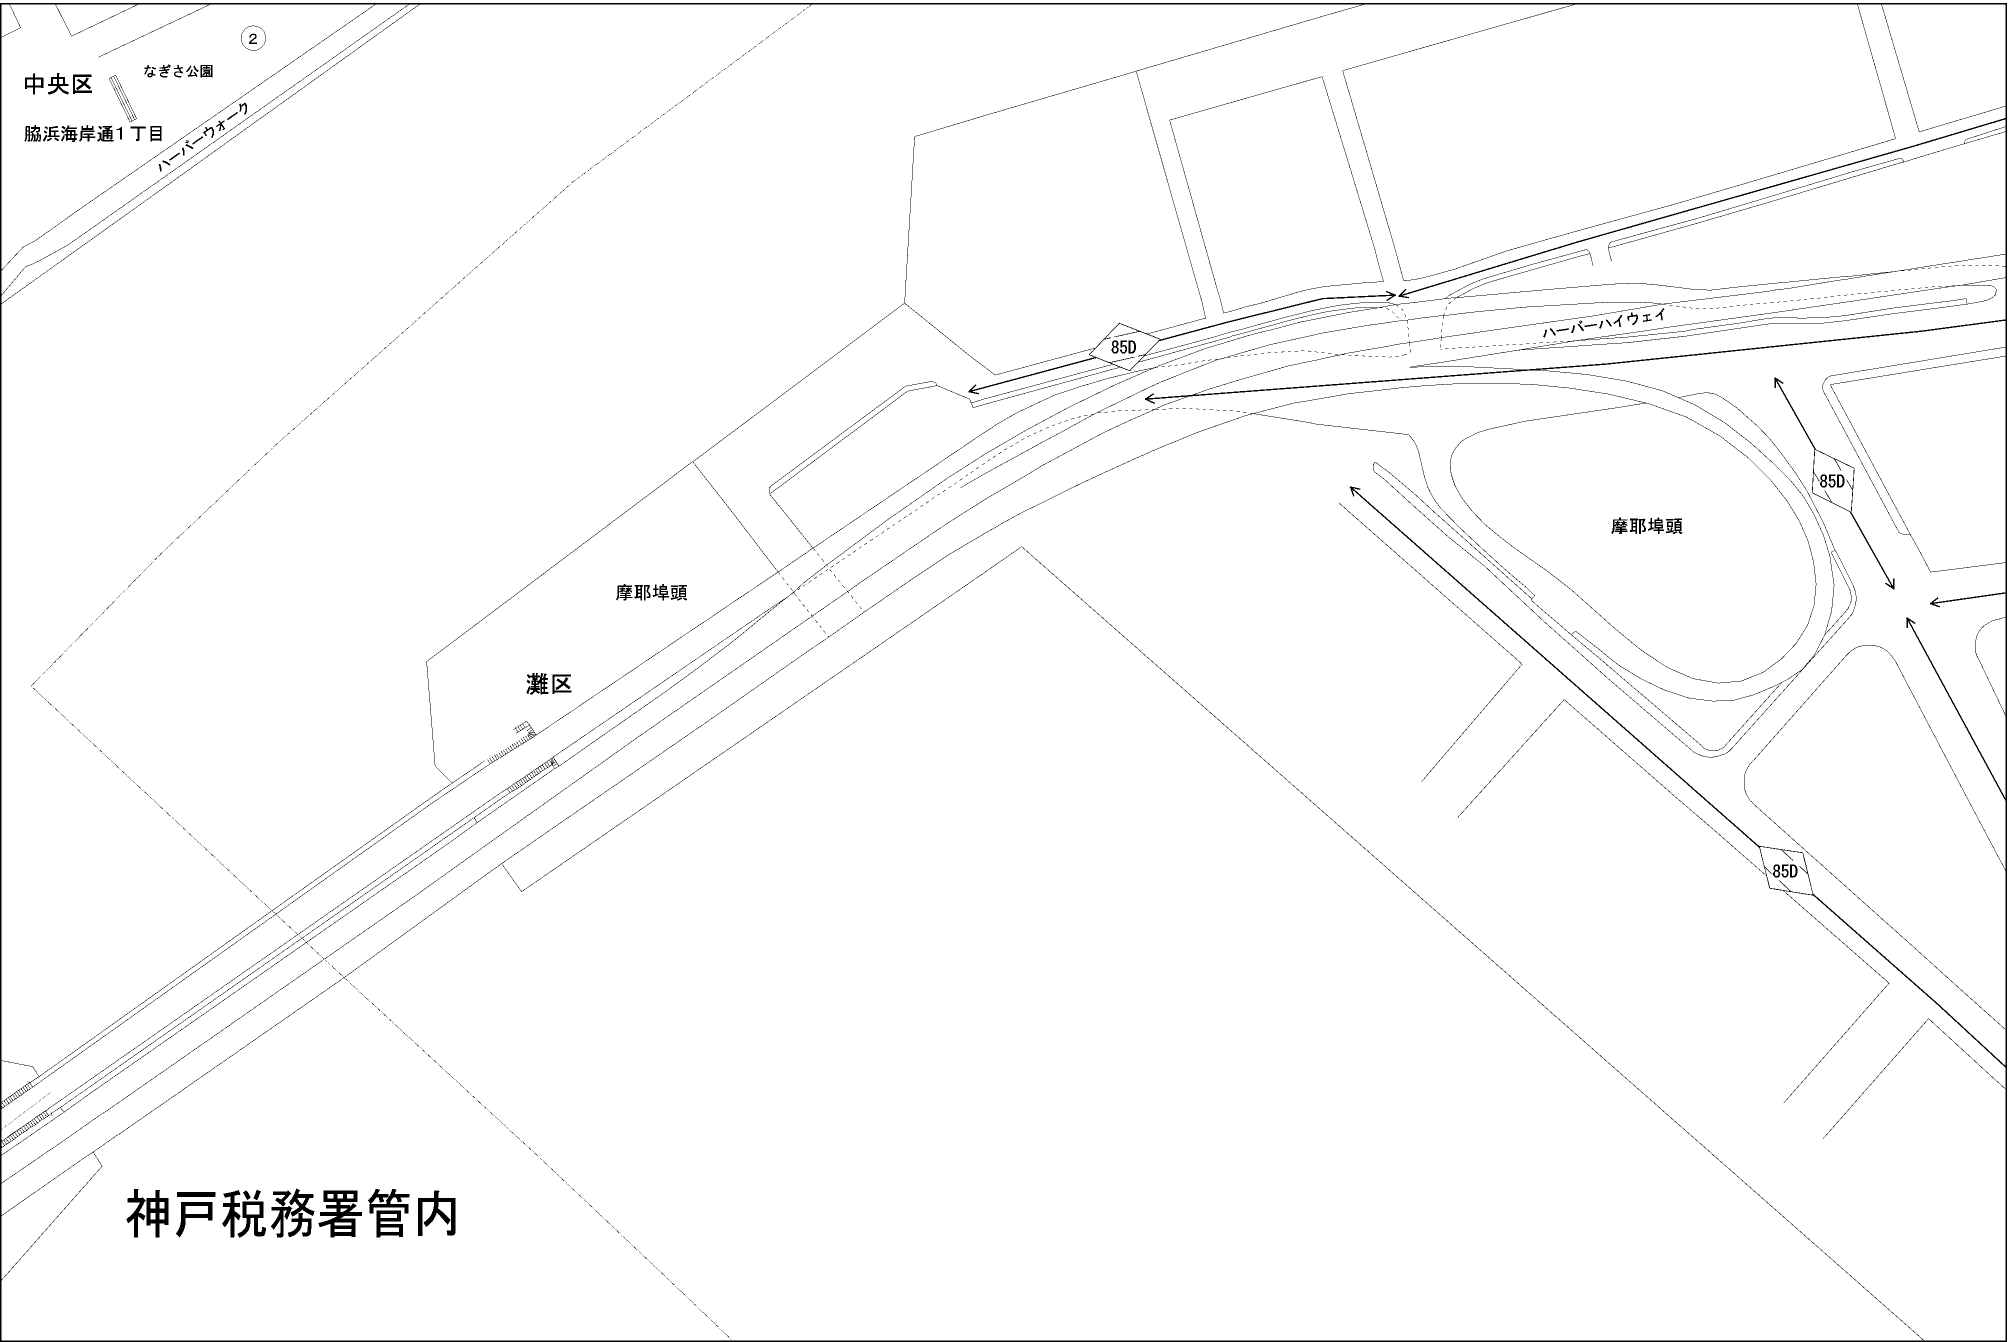 ②
なぎさ公園
中央区
脇浜海岸通1丁目
ハーバーウォーク
ハーバーハイウェイ
85D
85D
摩耶埠頭
摩耶埠頭
灘区
85D
神戸税務署管内